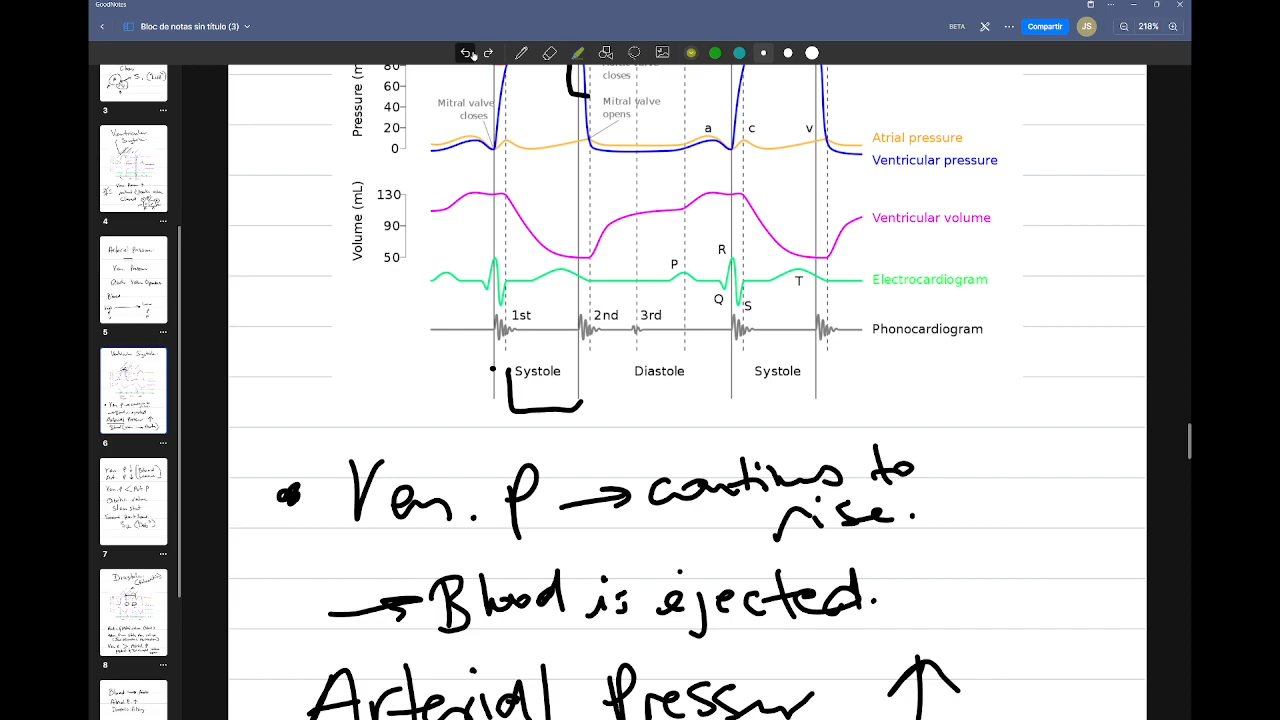 GoodNotes
Bloc de notas sin título (3)
BETA
Compartir
JS
218%
3
4
5
6
7
8
Pressure (m
80
60
40
20
0
closes
Mitral valve
closes
Mitral valve
opens
a
c
v
Atrial pressure
Ventricular pressure
Volume (mL)
130
90
50
Ventricular volume
R
P
Q
S
T
Electrocardiogram
1st
2nd
3rd
Phonocardiogram
Systole
Diastole
Systole
Ven. P → continus to
rise.
→ Blood is ejected.
Arterial Pressur ↑